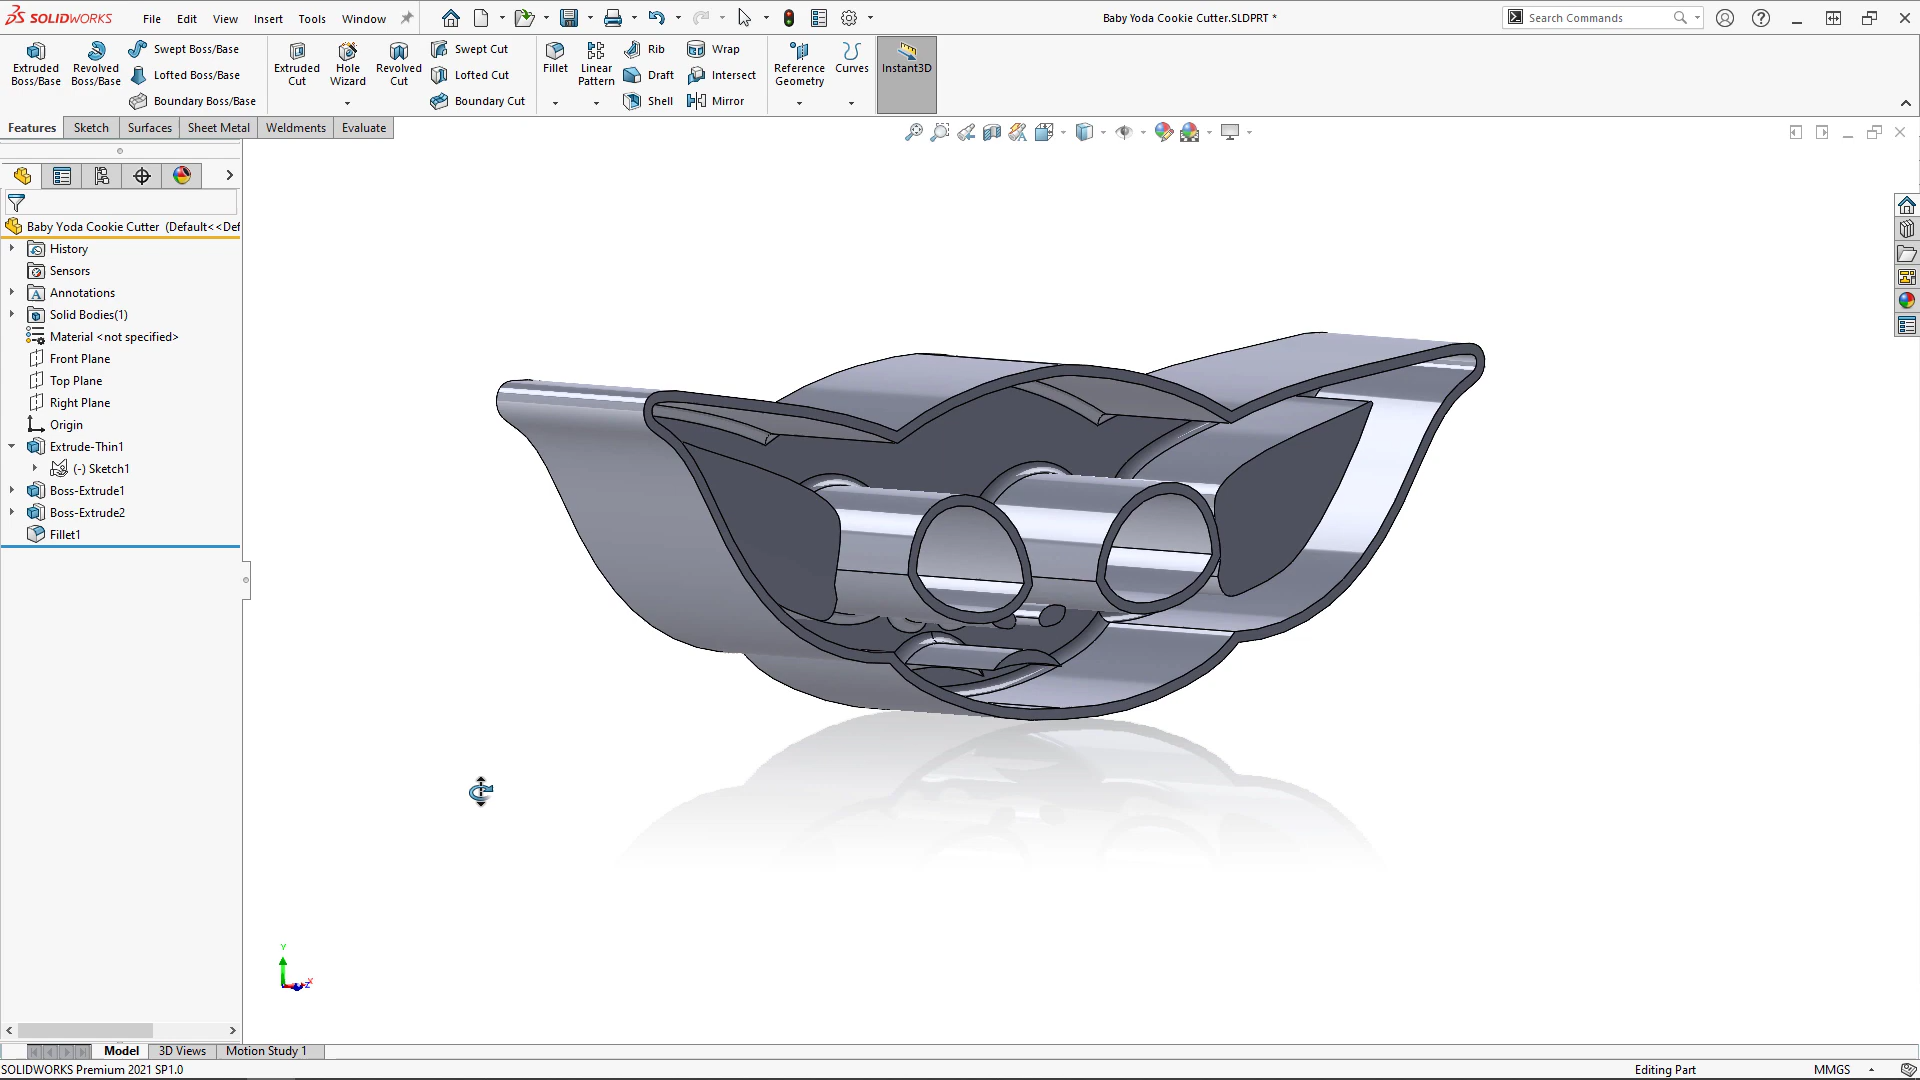 SOLIDWORKS
File
Edit
View
Insert
Tools
Window
Baby Yoda Cookie Cutter.SLDPRT *
Search Commands
Extruded Boss/Base
Revolved Boss/Base
Swept Boss/Base
Lofted Boss/Base
Boundary Boss/Base
Extruded Cut
Hole Wizard
Revolved Cut
Swept Cut
Lofted Cut
Boundary Cut
Fillet
Linear Pattern
Rib
Draft
Shell
Wrap
Intersect
Mirror
Reference Geometry
Curves
Instant3D
Features
Sketch
Surfaces
Sheet Metal
Weldments
Evaluate
Baby Yoda Cookie Cutter (Default<<Def
History
Sensors
Annotations
Solid Bodies(1)
Material <not specified>
Front Plane
Top Plane
Right Plane
Origin
Extrude-Thin1
(-) Sketch1
Boss-Extrude1
Boss-Extrude2
Fillet1
Y
X
Z
Model
3D Views
Motion Study 1
SOLIDWORKS Premium 2021 SP1.0
Editing Part
MMGS